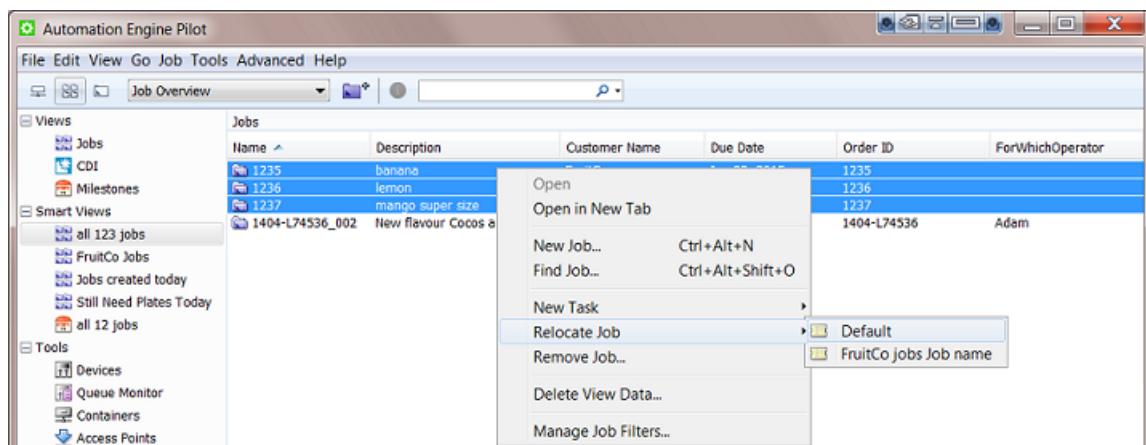 Automation Engine Pilot
File Edit View Go Job Tools Advanced Help
Job Overview
Views
Jobs
CDI
Milestones
Smart Views
all 123 jobs
FruitCo Jobs
Jobs created today
Still Need Plates Today
all 12 jobs
Tools
Devices
Queue Monitor
Containers
Access Points
Jobs
Name Description Customer Name Due Date Order ID ForWhichOperator
1235 banana 1235
1236 lemon 1236
1237 mango super size 1237
1404-L74536_002 New flavour Cocos a 1404-L74536 Adam
Open
Open in New Tab
New Job... Ctrl+Alt+N
Find Job... Ctrl+Alt+Shift+O
New Task
Relocate Job
Remove Job...
Delete View Data...
Manage Job Filters...
Default
FruitCo jobs Job name